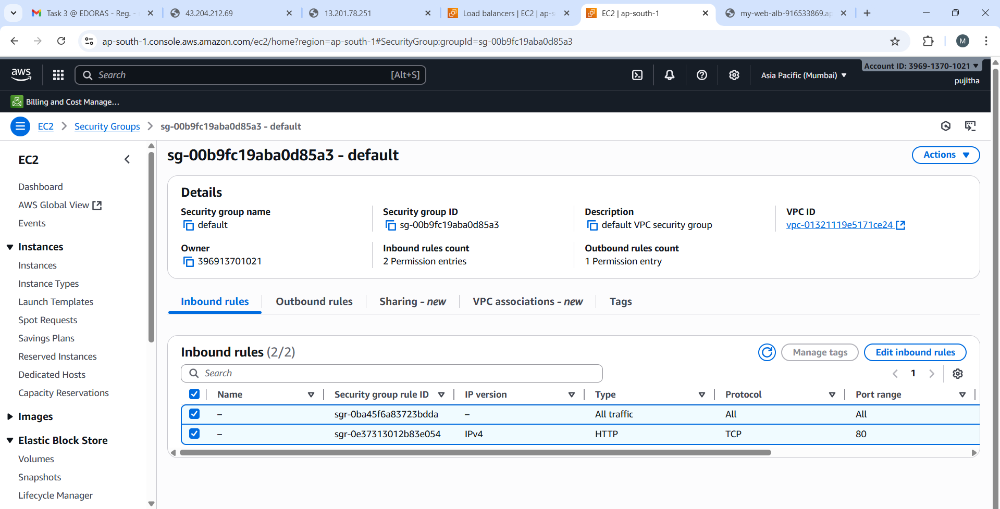 Task 3 @ EDORAS - Reg. -
43.204.212.69
13.201.78.251
Load balancers | EC2 | ap-s
EC2 | ap-south-1
my-web-alb-916533869.ap
ap-south-1.console.aws.amazon.com/ec2/home?region=ap-south-1#SecurityGroup:groupId=sg-00b9fc19aba0d85a3
M
aws
Search
[Alt+S]
Asia Pacific (Mumbai)
Account ID: 3969-1370-1021
pujitha
Billing and Cost Manage...
EC2
Security Groups
sg-00b9fc19aba0d85a3 - default
EC2
Dashboard
AWS Global View
Events
Instances
Instances
Instance Types
Launch Templates
Spot Requests
Savings Plans
Reserved Instances
Dedicated Hosts
Capacity Reservations
Images
Elastic Block Store
Volumes
Snapshots
Lifecycle Manager
sg-00b9fc19aba0d85a3 - default
Actions
Details
Security group name
default
Security group ID
sg-00b9fc19aba0d85a3
Description
default VPC security group
VPC ID
vpc-01321119e5171ce24
Owner
396913701021
Inbound rules count
2 Permission entries
Outbound rules count
1 Permission entry
Inbound rules
Outbound rules
Sharing - new
VPC associations - new
Tags
Inbound rules (2/2)
Manage tags
Edit inbound rules
Search
1
Name Security group rule ID IP version Type Protocol Port range
– sgr-0ba45f6a83723bdda – All traffic All All
– sgr-0e37313012b83e054 IPv4 HTTP TCP 80